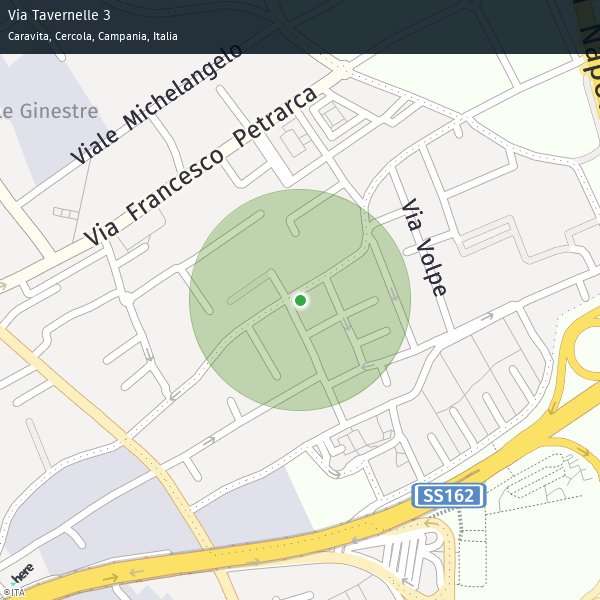 Via Tavernelle 3
Caravita, Cercola, Campania, Italia
Viale Michelangelo
le Ginestre
Via Francesco Petrarca
Via Volpe
SS162
here
©ITA